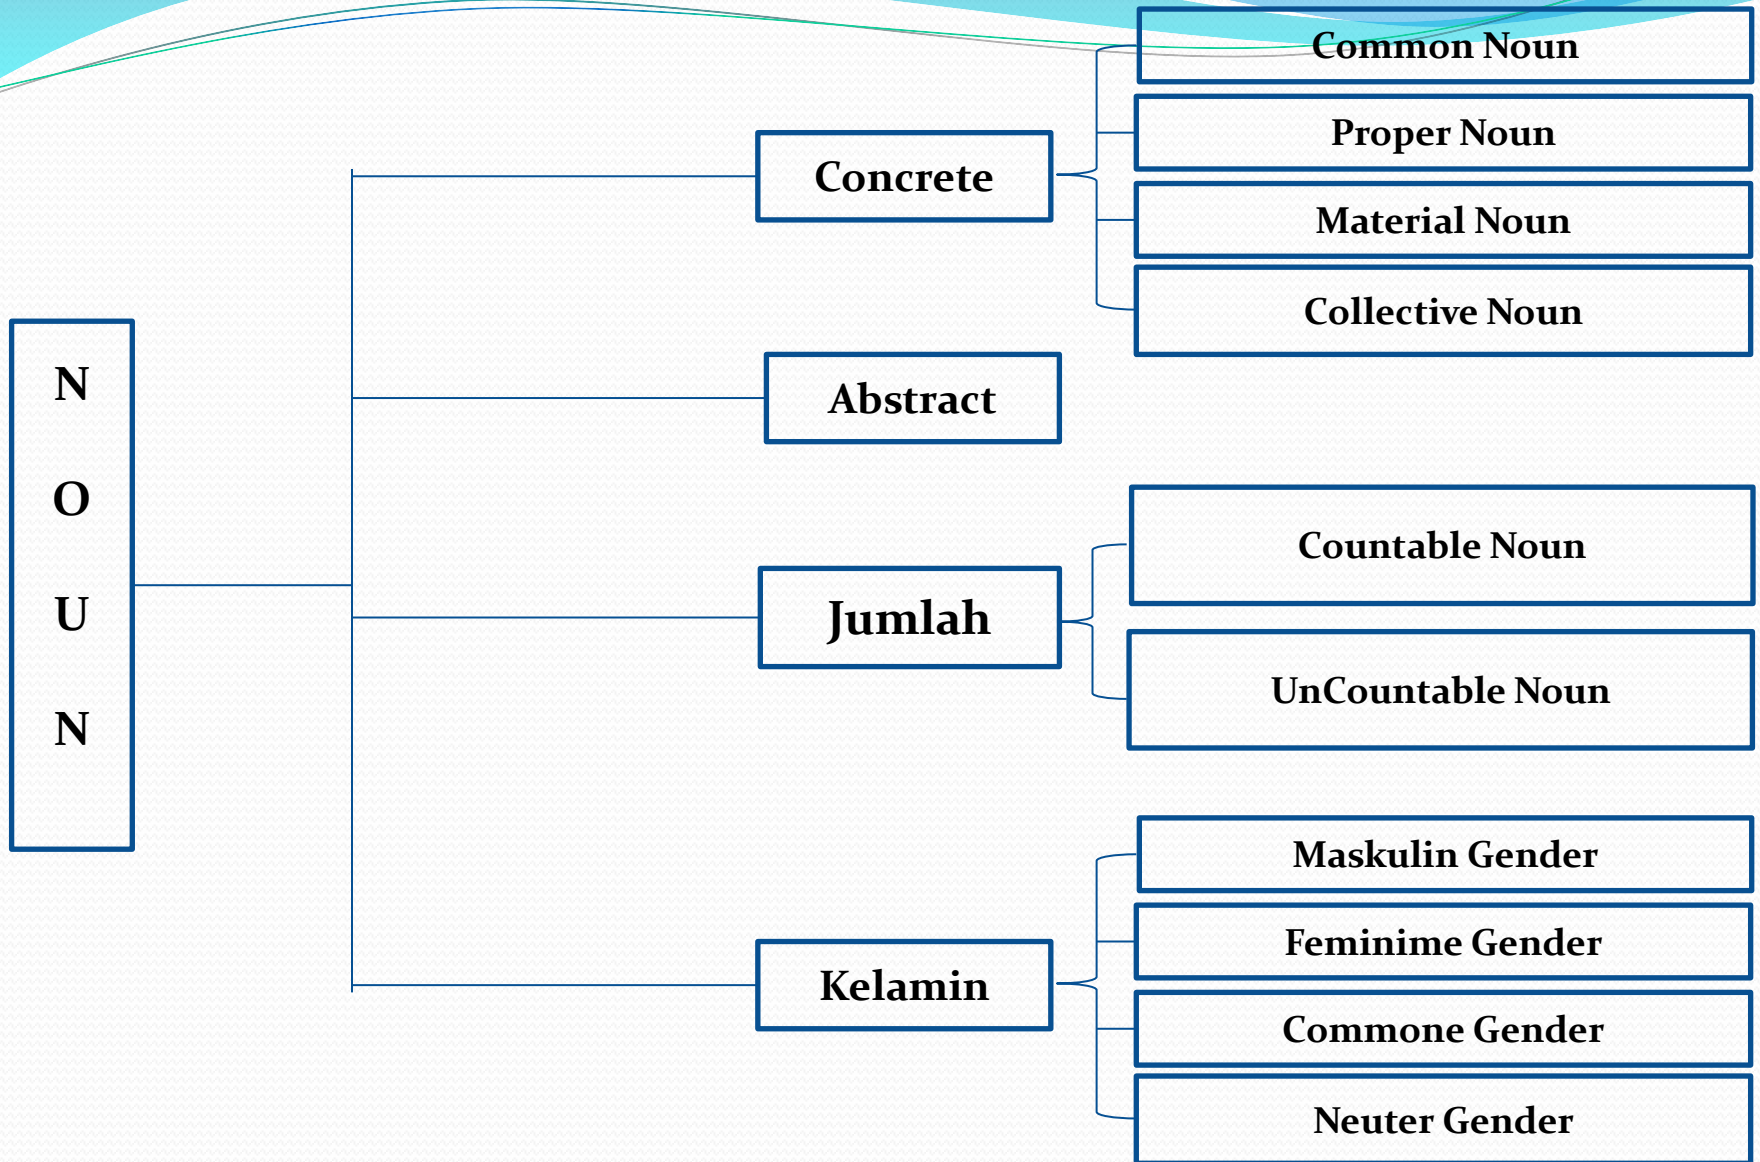 N
O
U
N
Concrete
Common Noun
Proper Noun
Material Noun
Collective Noun
Abstract
Jumlah
Countable Noun
UnCountable Noun
Kelamin
Maskulin Gender
Feminime Gender
Commone Gender
Neuter Gender